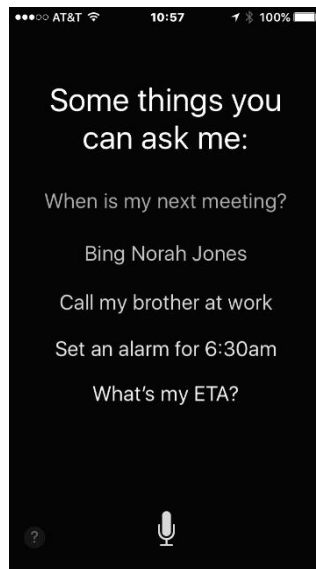 AT&T 10:57 100%
Some things you
can ask me:
When is my next meeting?
Bing Norah Jones
Call my brother at work
Set an alarm for 6:30am
What's my ETA?
?